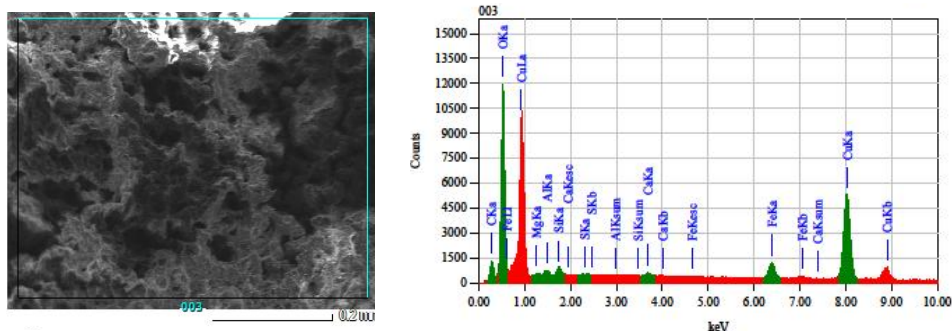 003
0.2 m
003
15000
13500
12000
10500
9000
7500
6000
4500
3000
1500
0
Counts
CKa
OKa
FeLl
CuLa
MgKa
AlKa
SiKa
CaKesc
SKa
SKb
AlKsum
SiKsum
CaKa
CaKb
FeKesc
FeKa
FeKb
CaKsum
CuKa
CuKb
0.00 1.00 2.00 3.00 4.00 5.00 6.00 7.00 8.00 9.00 10.00
keV